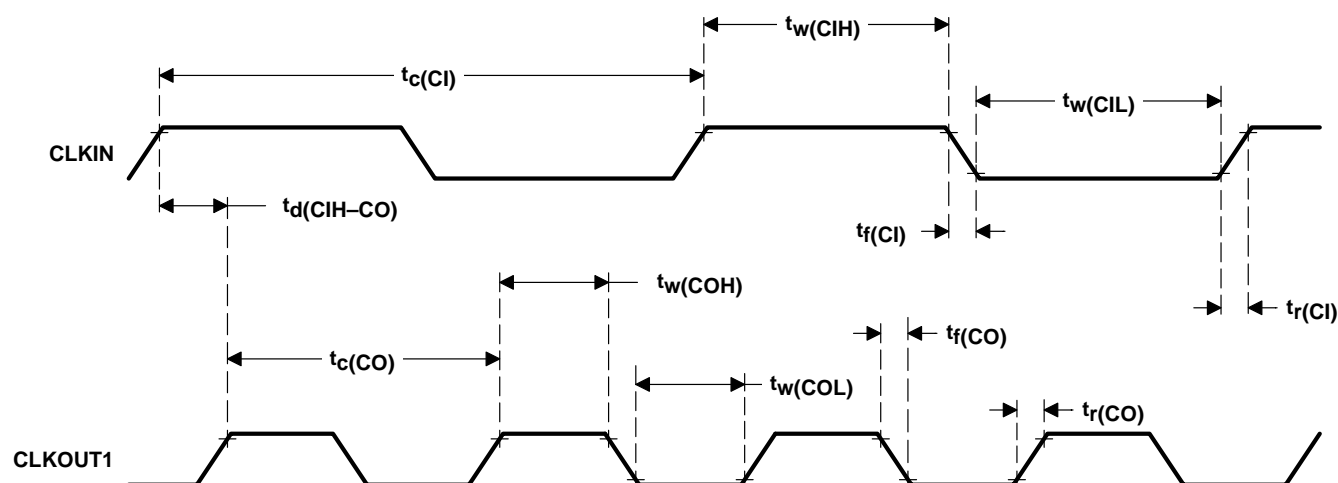 tw(CIH)
tc(CI)
tw(CIL)
CLKIN
td(CIH–CO)
tf(CI)
tw(COH)
tr(CI)
tf(CO)
tc(CO)
tw(COL)
tr(CO)
CLKOUT1